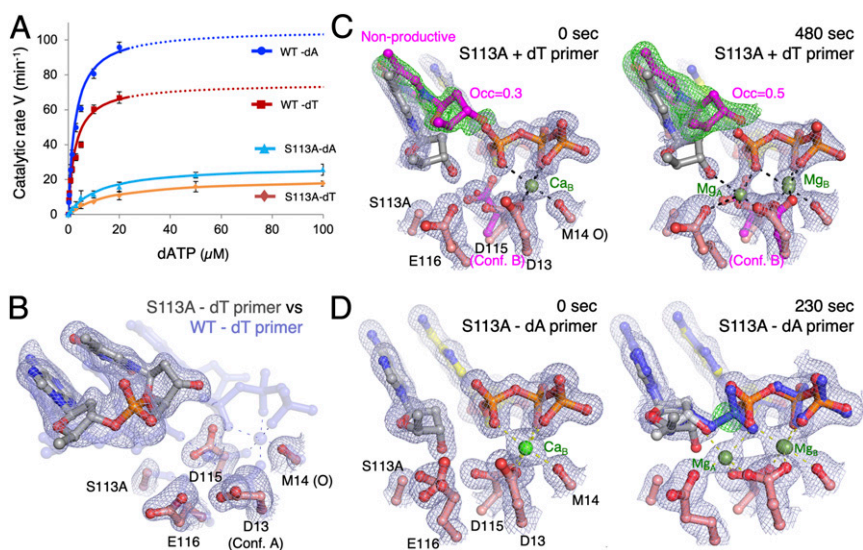 A
Catalytic rate V (min⁻¹)
100
80
60
40
20
0
WT -dA
WT -dT
S113A-dA
S113A-dT
0
20
40
60
80
100
dATP (µM)
B
S113A - dT primer vs
WT - dT primer
S113A
D115
M14 (O)
E116
D13
(Conf. A)
C
0 sec
S113A + dT primer
Non-productive
Occ=0.3
CaB
S113A
E116
D115
(Conf. B)
D13
M14 O)
480 sec
S113A + dT primer
Occ=0.5
MgA
MgB
(Conf. B)
D
0 sec
S113A - dA primer
CaB
S113A
E116
D115
D13
M14
230 sec
S113A - dA primer
MgA
MgB